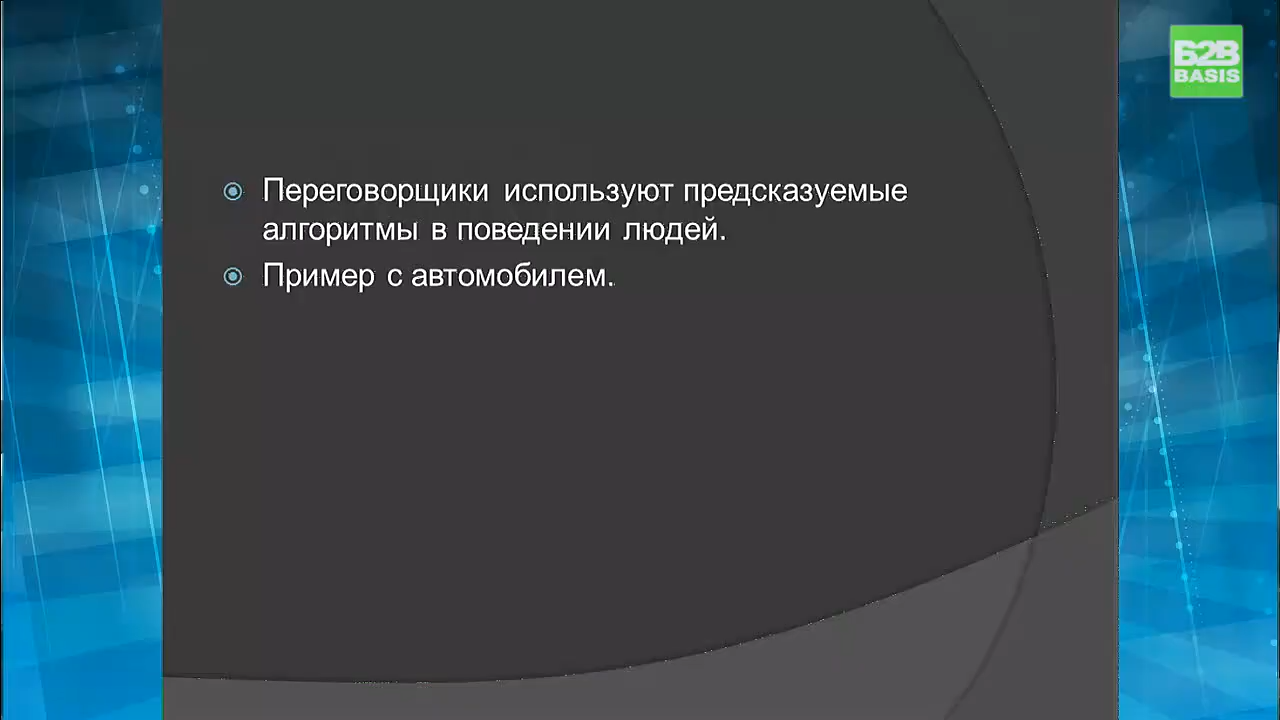 B2B
BASIS
Переговорщики используют предсказуемые
алгоритмы в поведении людей.
Пример с автомобилем.